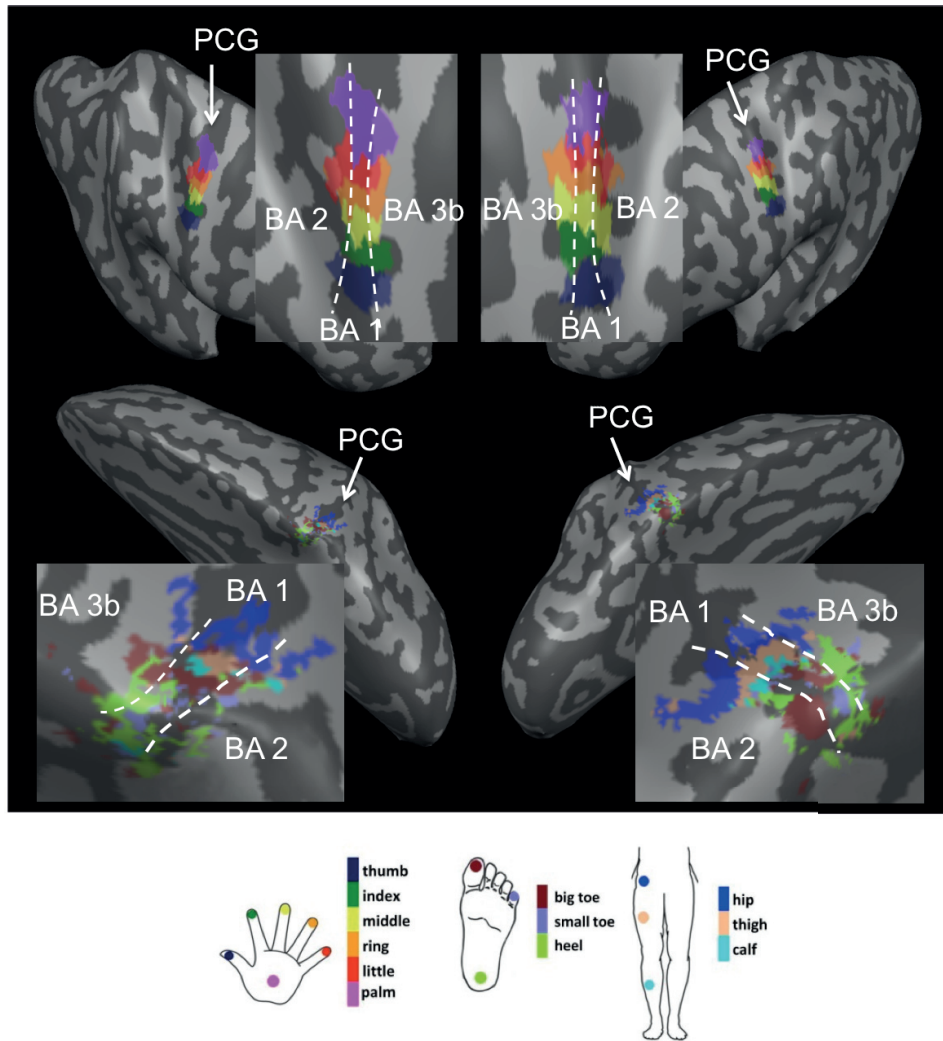 PCG
PCG
BA 2
BA 3b
BA 1
BA 3b
BA 2
BA 1
PCG
PCG
BA 3b
BA 1
BA 2
BA 1
BA 3b
BA 2
thumb
index
middle
ring
little
palm
big toe
small toe
heel
hip
thigh
calf